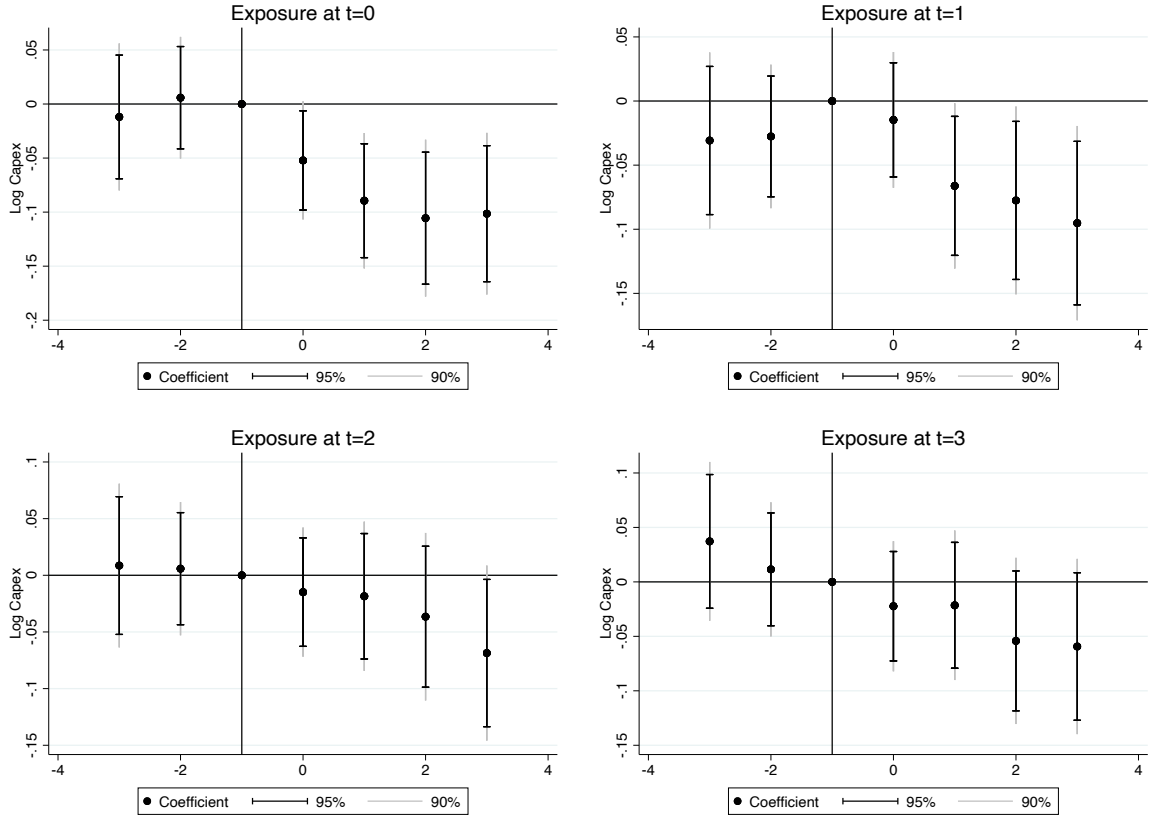 Exposure at t=0
Log Capex
.05
0
-.05
-.1
-.15
-.2
-4 -2 0 2 4
Coefficient 95% 90%
Exposure at t=1
Log Capex
.05
0
-.05
-.1
-.15
-4 -2 0 2 4
Coefficient 95% 90%
Exposure at t=2
Log Capex
.1
.05
0
-.05
-.1
-.15
-4 -2 0 2 4
Coefficient 95% 90%
Exposure at t=3
Log Capex
.1
.05
0
-.05
-.1
-.15
-4 -2 0 2 4
Coefficient 95% 90%